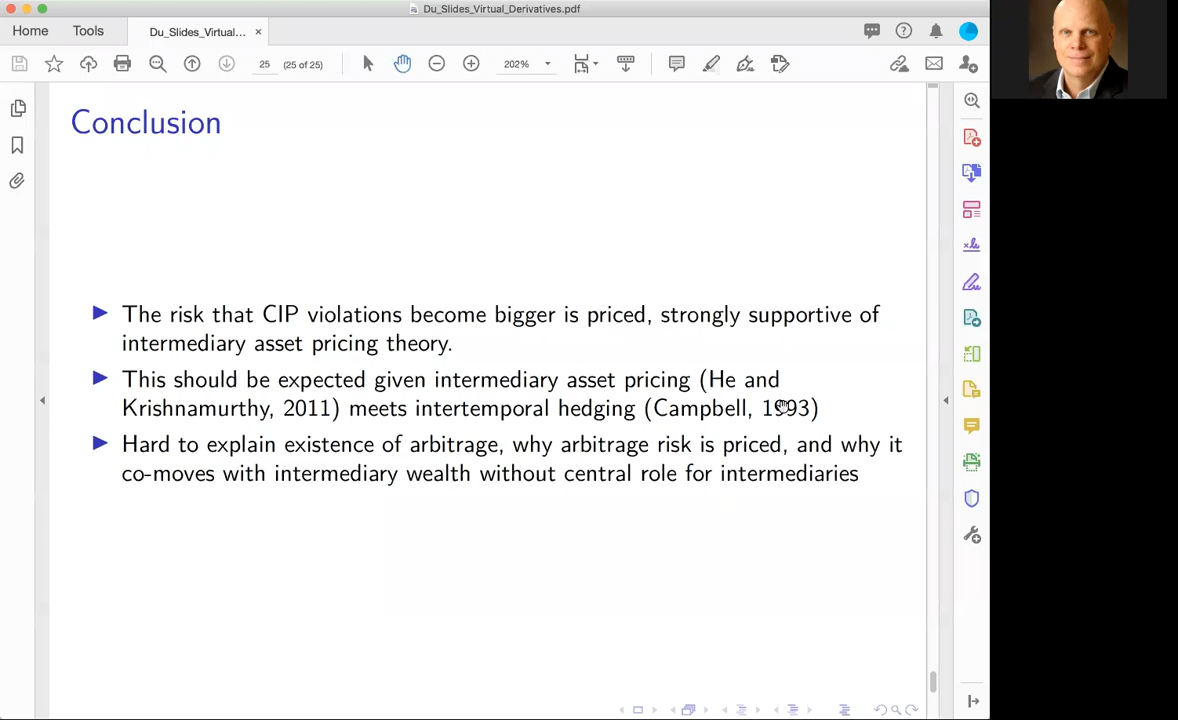 Du_Slides_Virtual_Derivatives.pdf
Home Tools Du_Slides_Virtual... ×
25 (25 of 25) 202%
Conclusion
The risk that CIP violations become bigger is priced, strongly supportive of
intermediary asset pricing theory.
This should be expected given intermediary asset pricing (He and
Krishnamurthy, 2011) meets intertemporal hedging (Campbell, 1993)
Hard to explain existence of arbitrage, why arbitrage risk is priced, and why it
co-moves with intermediary wealth without central role for intermediaries